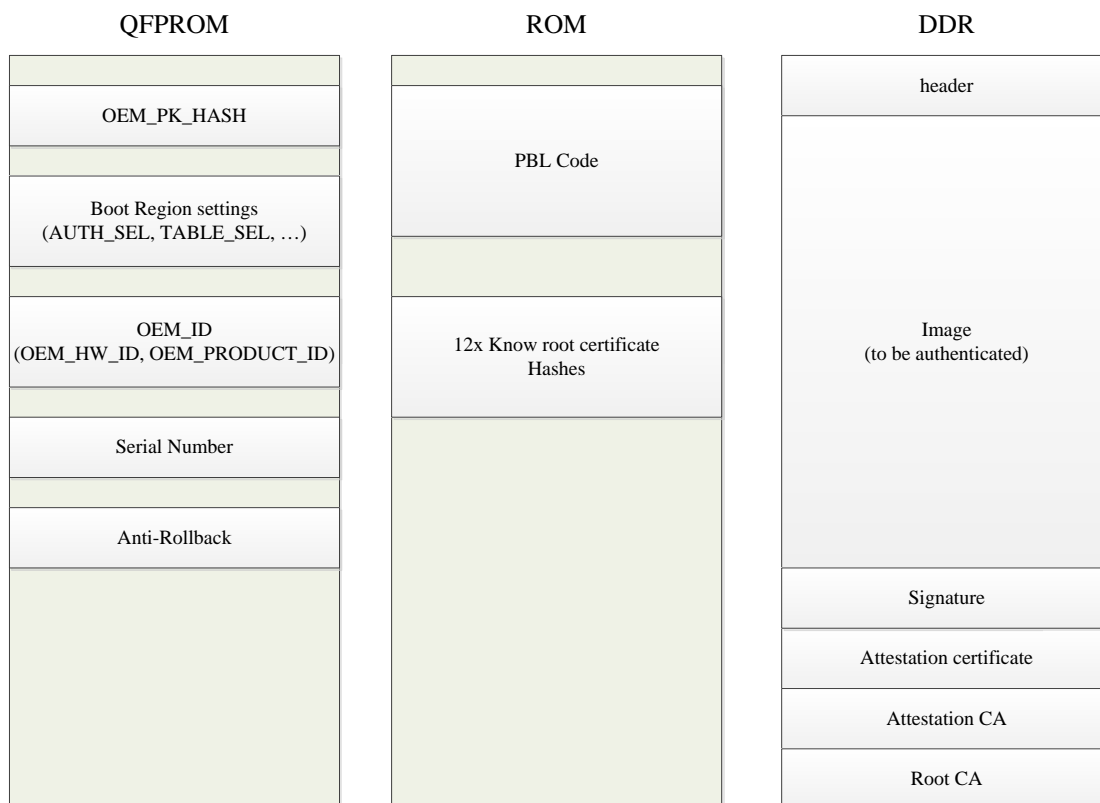 QFPROM
OEM_PK_HASH
Boot Region settings
(AUTH_SEL, TABLE_SEL, …)
OEM_ID
(OEM_HW_ID, OEM_PRODUCT_ID)
Serial Number
Anti-Rollback
ROM
PBL Code
12x Know root certificate
Hashes
DDR
header
Image
(to be authenticated)
Signature
Attestation certificate
Attestation CA
Root CA